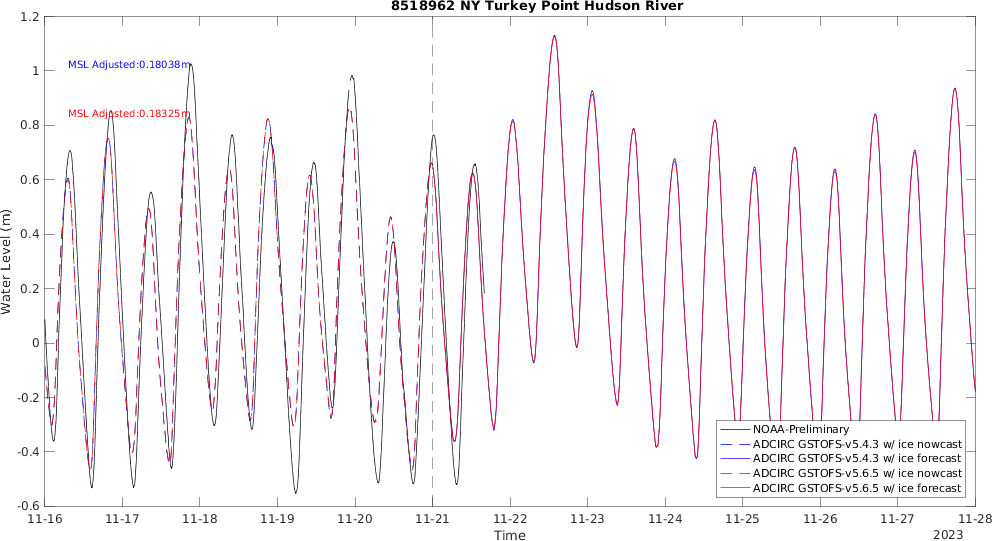 8518962 NY Turkey Point Hudson River
Water Level (m)
1.2
1
0.8
0.6
0.4
0.2
0
-0.2
-0.4
-0.6
MSL Adjusted:0.18038m
MSL Adjusted:0.18325m
NOAA-Preliminary
ADCIRC GSTOFS-v5.4.3 w/ ice nowcast
ADCIRC GSTOFS-v5.4.3 w/ ice forecast
ADCIRC GSTOFS-v5.6.5 w/ ice nowcast
ADCIRC GSTOFS-v5.6.5 w/ ice forecast
11-16 11-17 11-18 11-19 11-20 11-21 11-22 11-23 11-24 11-25 11-26 11-27 11-28
Time
2023